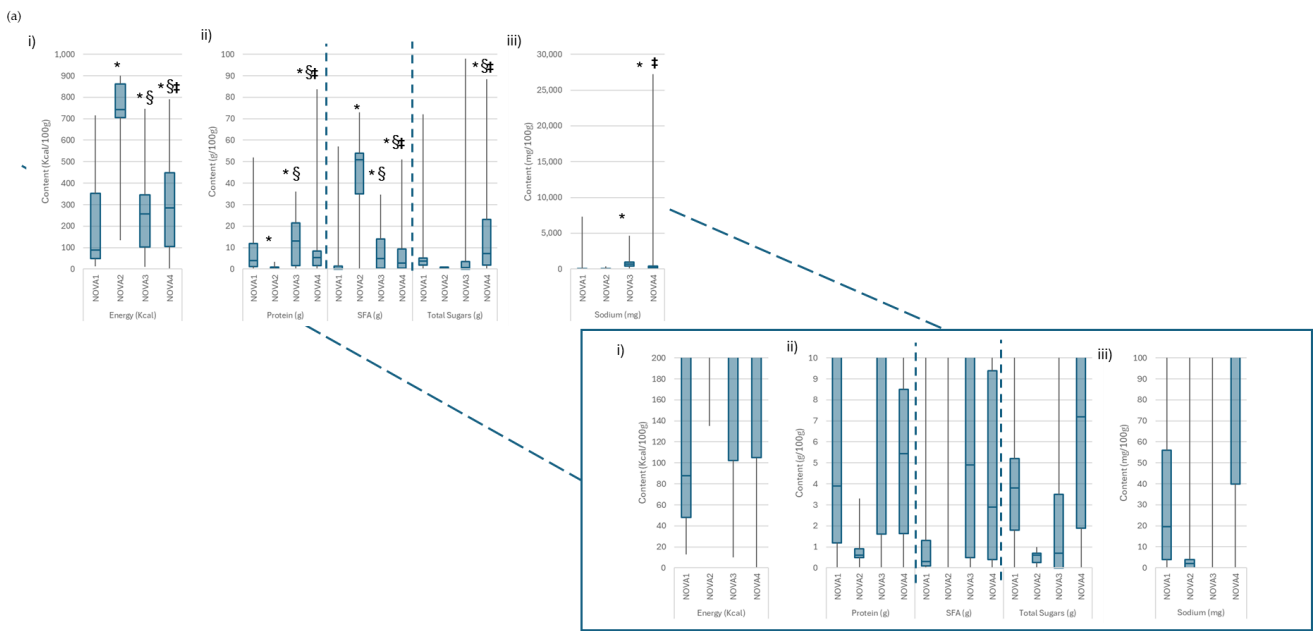 (a)
i)
ii)
iii)
1,000
900
800
700
600
500
400
300
200
100
0
Content (Kcal/100g)
*
* §
* §‡
NOVA1
NOVA2
NOVA3
NOVA4
Energy (Kcal)
100
90
80
70
60
50
40
30
20
10
0
Content (g/100g)
*
* §
* §‡
*
* §
* §‡
* §‡
NOVA1
NOVA2
NOVA3
NOVA4
NOVA1
NOVA2
NOVA3
NOVA4
NOVA1
NOVA2
NOVA3
NOVA4
Protein (g)
SFA (g)
Total Sugars (g)
30,000
25,000
20,000
15,000
10,000
5,000
0
Content (mg/100g)
*
* ‡
NOVA1
NOVA2
NOVA3
NOVA4
Sodium (mg)
i)
ii)
iii)
200
180
160
140
120
100
80
60
40
20
0
Content (Kcal/100g)
NOVA1
NOVA2
NOVA3
NOVA4
Energy (Kcal)
10
9
8
7
6
5
4
3
2
1
0
Content (g/100g)
NOVA1
NOVA2
NOVA3
NOVA4
NOVA1
NOVA2
NOVA3
NOVA4
NOVA1
NOVA2
NOVA3
NOVA4
Protein (g)
SFA (g)
Total Sugars (g)
100
90
80
70
60
50
40
30
20
10
0
Content (mg/100g)
NOVA1
NOVA2
NOVA3
NOVA4
Sodium (mg)